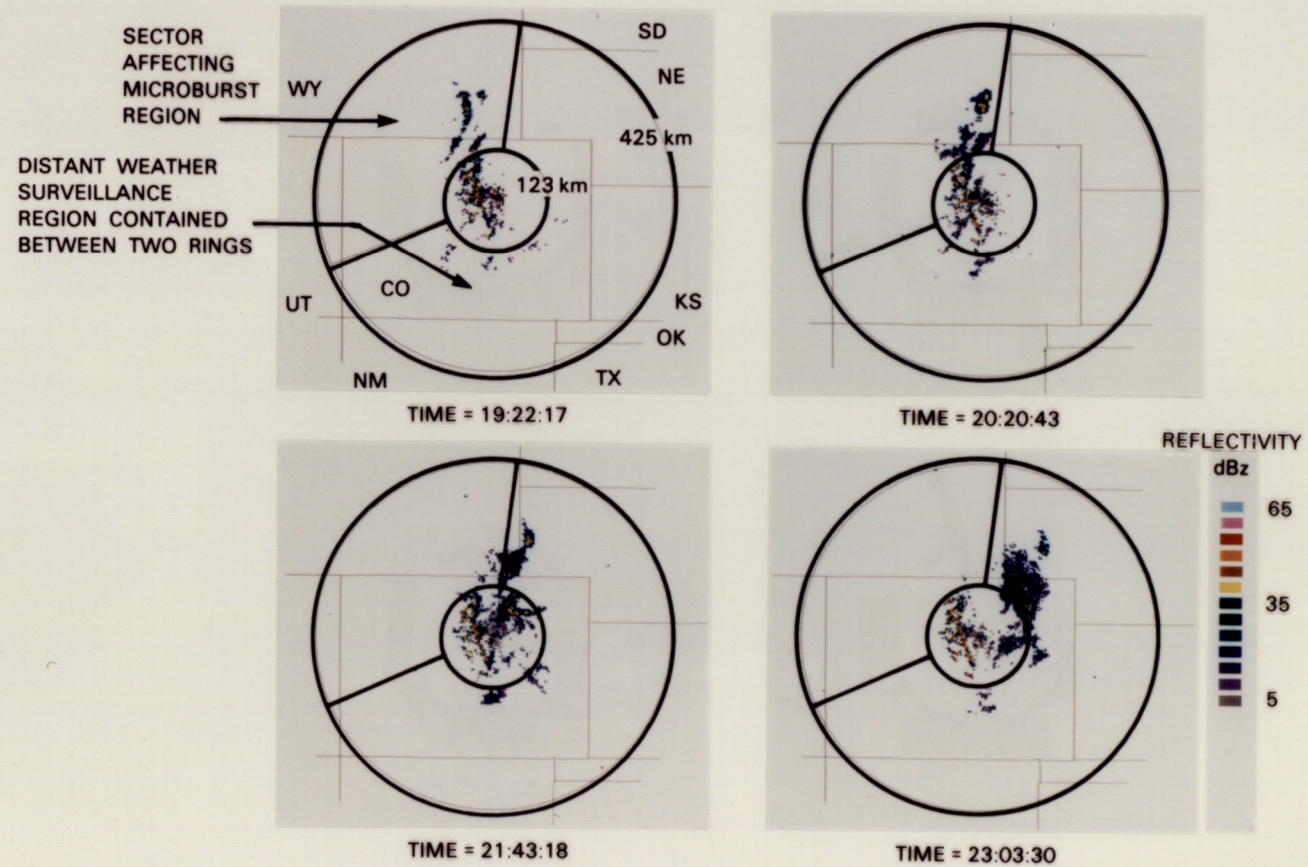 SECTOR
AFFECTING
MICROBURST
REGION
DISTANT WEATHER
SURVEILLANCE
REGION CONTAINED
BETWEEN TWO RINGS
WY
SD
NE
425 km
123 km
UT
CO
KS
OK
NM
TX
TIME = 19:22:17
TIME = 20:20:43
REFLECTIVITY
dBz
65
35
5
TIME = 21:43:18
TIME = 23:03:30